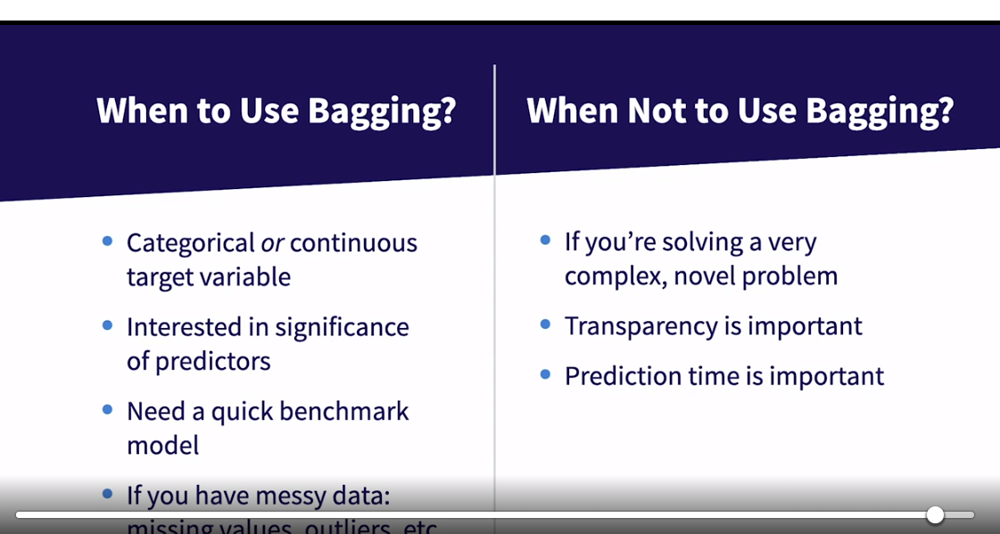 When to Use Bagging?
When Not to Use Bagging?
Categorical or continuous
target variable
Interested in significance
of predictors
Need a quick benchmark
model
If you have messy data:
missing values, outliers, etc
If you’re solving a very
complex, novel problem
Transparency is important
Prediction time is important